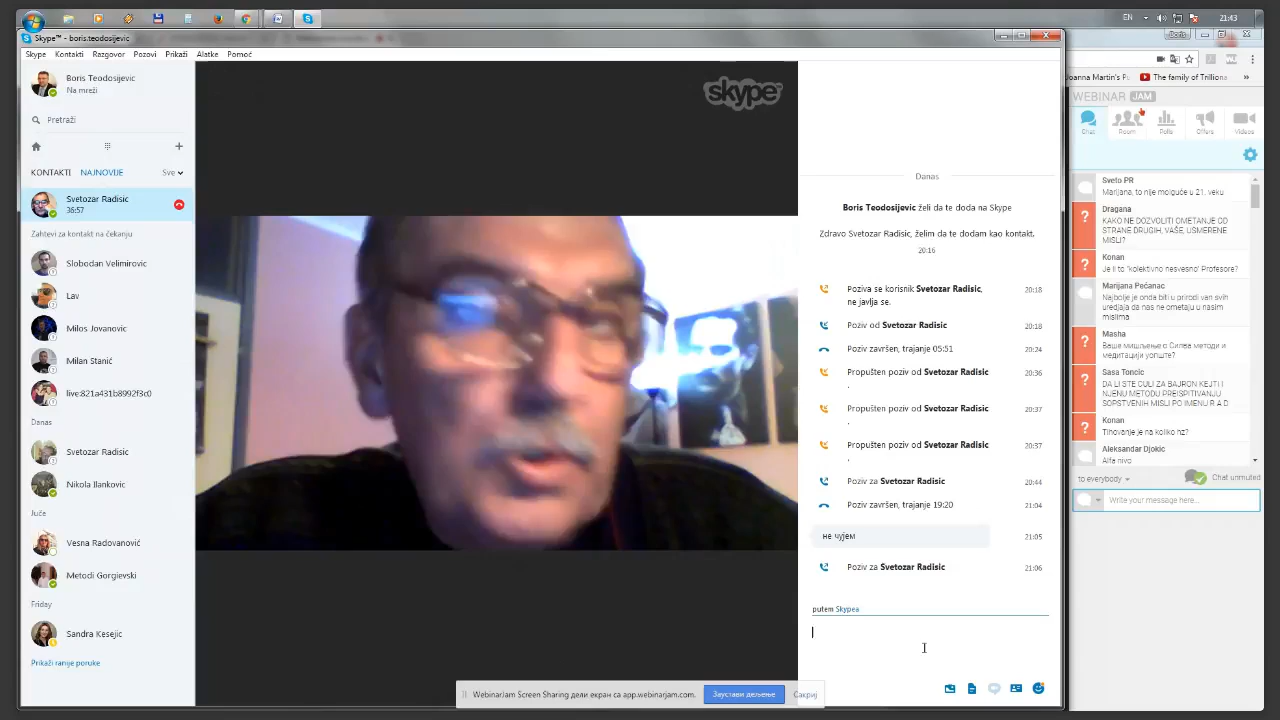 EN
21:43
Skype™ - boris.teodosijevic
Boris
Skype Kontakti Razgovor Pozovi Prikaži Alatke Pomoć
Boris Teodosijevic
Na mreži
Pretraži
KONTAKTI NAJNOVIJE Sve
Svetozar Radisic
36:57
Zahtevi za kontakt na čekanju
Slobodan Velimirovic
Lav
Milos Jovanovic
Milan Stanić
live:821a431b8992f3c0
Danas
Svetozar Radisic
Nikola Ilankovic
Juče
Vesna Radovanović
Metodi Gorgievski
Friday
Sandra Kesejic
Prikaži ranije poruke
skype
Danas
Boris Teodosijevic želi da te doda na Skype
Zdravo Svetozar Radisic, želim da te dodam kao kontakt.
20:16
Poziva se korisnik Svetozar Radisic, 20:18
ne javlja se.
Poziv od Svetozar Radisic 20:18
Poziv završen, trajanje 05:51 20:24
Propušten poziv od Svetozar Radisic 20:36
.
Propušten poziv od Svetozar Radisic 20:37
.
Propušten poziv od Svetozar Radisic 20:37
.
Poziv za Svetozar Radisic 20:44
Poziv završen, trajanje 19:20 21:04
не чујем 21:05
Poziv za Svetozar Radisic 21:06
putem Skypea
WebinarJam Screen Sharing дели екран са app.webinarjam.com. Заустави дељење Сакриј
Joanna Martin's Fu The family of Trillions
WEBINAR JAM
Chat Room Polls Offers Videos
Sveto PR
Marijana, to nije moguće u 21. veku
Dragana
KAKO NE DOZVOLITI OMETANJE OD
STRANE DRUGIH, VAŠE, USMERENE
MISLI?
Konan
Je li to "kolektivno nesvesno" Profesore?
Marijana Pećanac
Najbolje je onda biti u prirodi van svih
uredjaja da nas ne ometaju u nasim
mislima
Masha
Ваше мишљење о Силва методи и
медитацији уопште?
Sasa Toncic
DA LI STE CULI ZA BAJRON KEJTI I
NJENU METODU PREISPITIVANJU
SOPSTVENIH MISLI PO IMENU R A D
Konan
Tihovanje je na koliko hz?
Aleksandar Djokic
Alfa nivo
to everybody Chat unmuted
Write your message here...